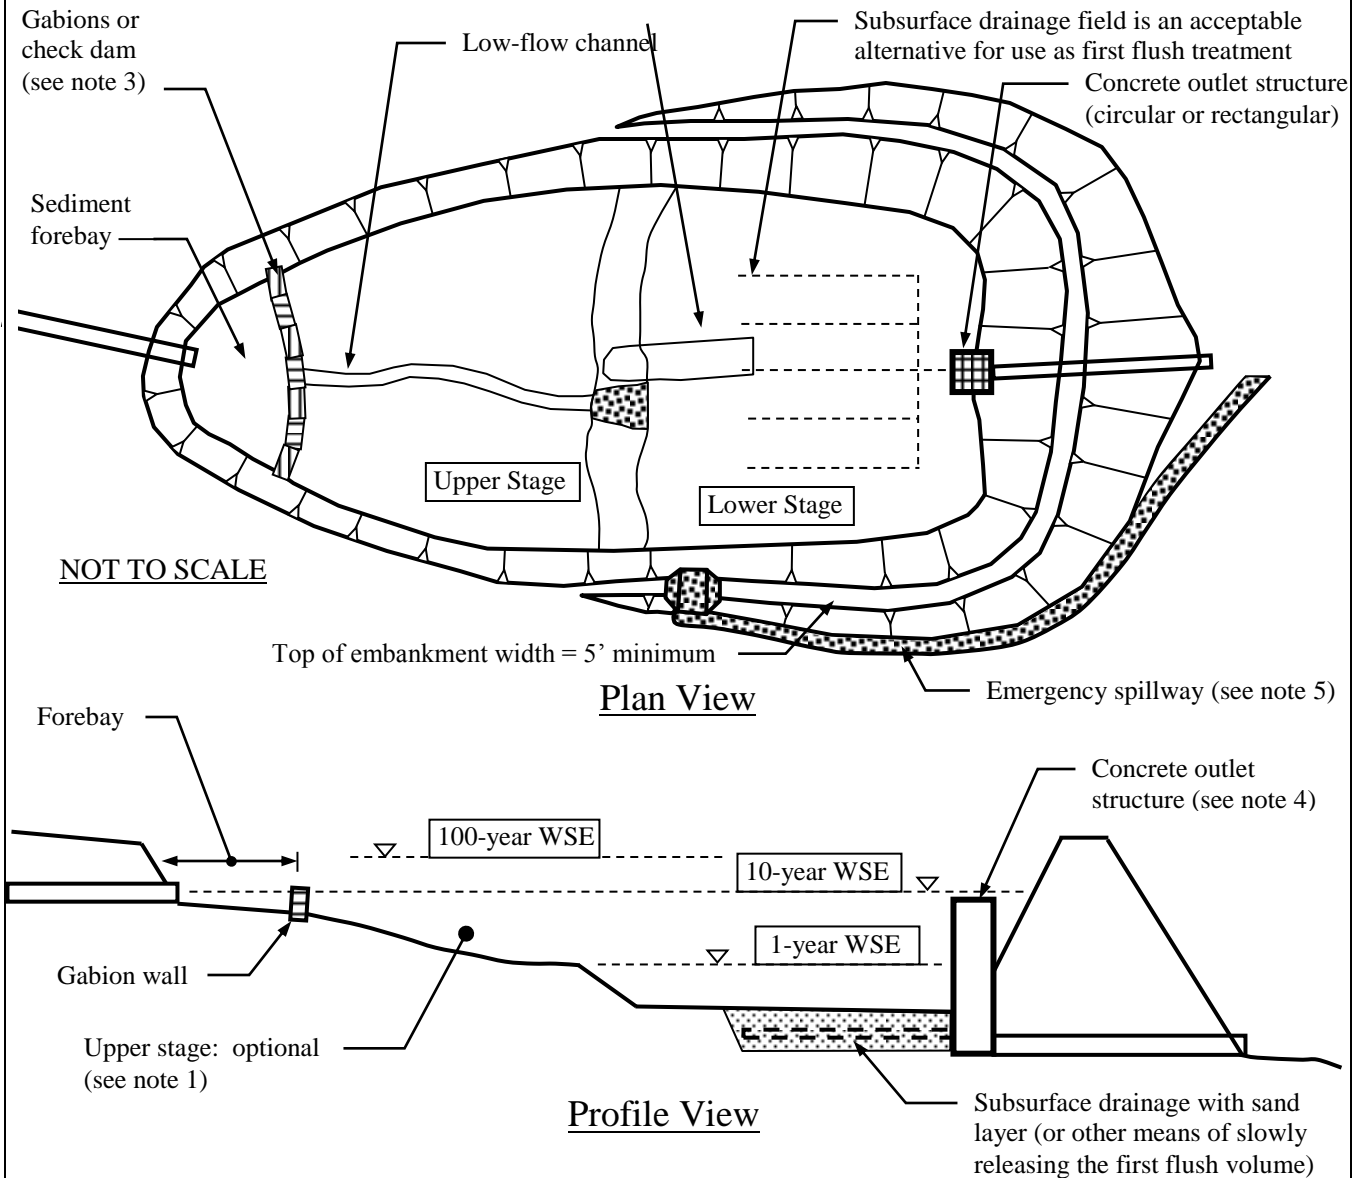 Gabions or
check dam
(see note 3)
Low-flow channel
Subsurface drainage field is an acceptable
alternative for use as first flush treatment
Concrete outlet structure
(circular or rectangular)
Sediment
forebay
Upper Stage
Lower Stage
NOT TO SCALE
Top of embankment width = 5’ minimum
Plan View
Emergency spillway (see note 5)
Forebay
Concrete outlet
structure (see note 4)
100-year WSE
10-year WSE
1-year WSE
Gabion wall
Upper stage: optional
(see note 1)
Profile View
Subsurface drainage with sand
layer (or other means of slowly
releasing the first flush volume)